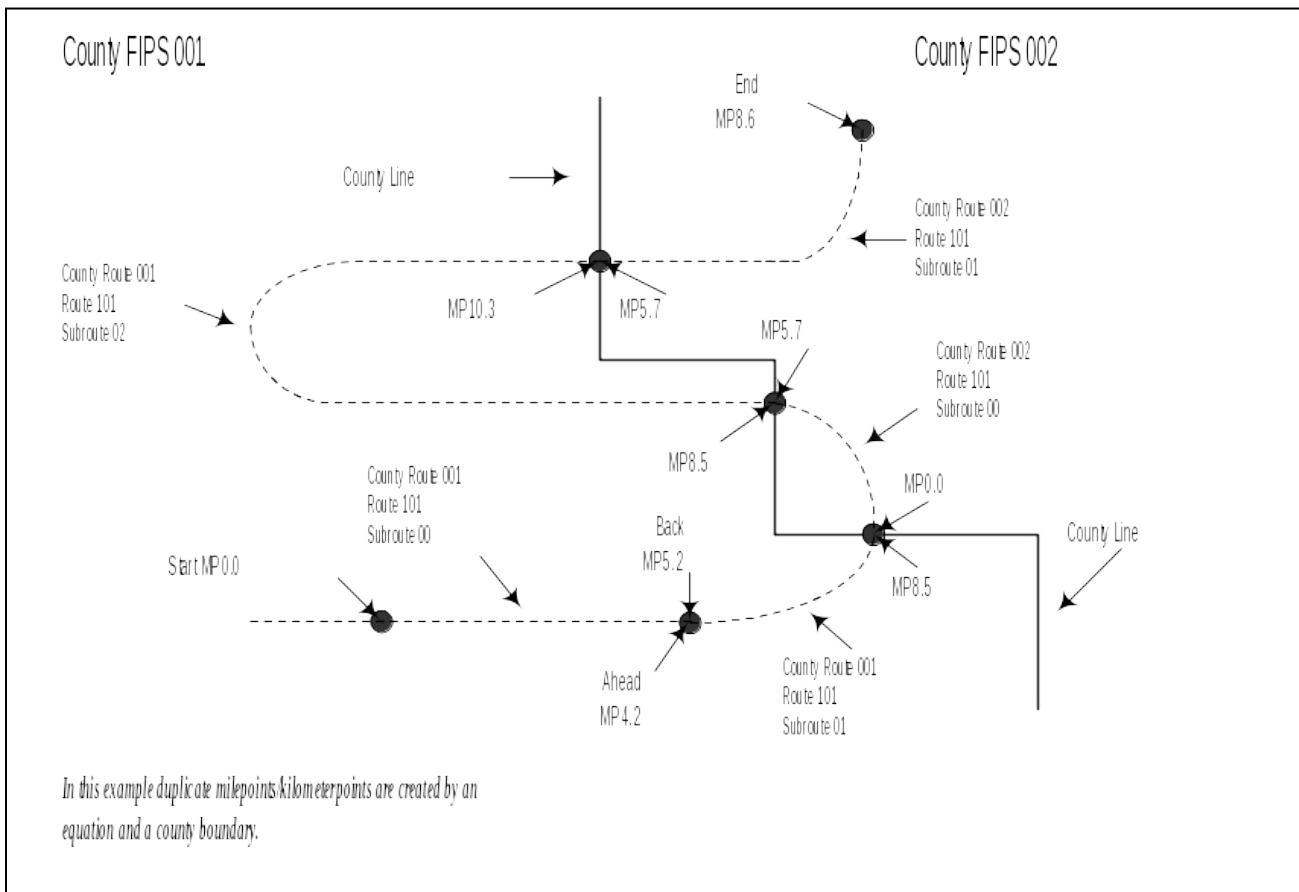 County FIPS 001
County FIPS 002
End
MP8.6
County Line
County Route 002
Route 101
Subroute 01
County Route 001
Route 101
Subroute 02
MP10.3
MP5.7
MP5.7
County Route 002
Route 101
Subroute 00
MP8.5
County Route 001
Route 101
Subroute 00
MP0.0
Back
MP5.2
County Line
Start MP0.0
MP8.5
Ahead
MP4.2
County Route 001
Route 101
Subroute 01
In this example duplicate milepoints/kilometerpoints are created by an
equation and a county boundary.